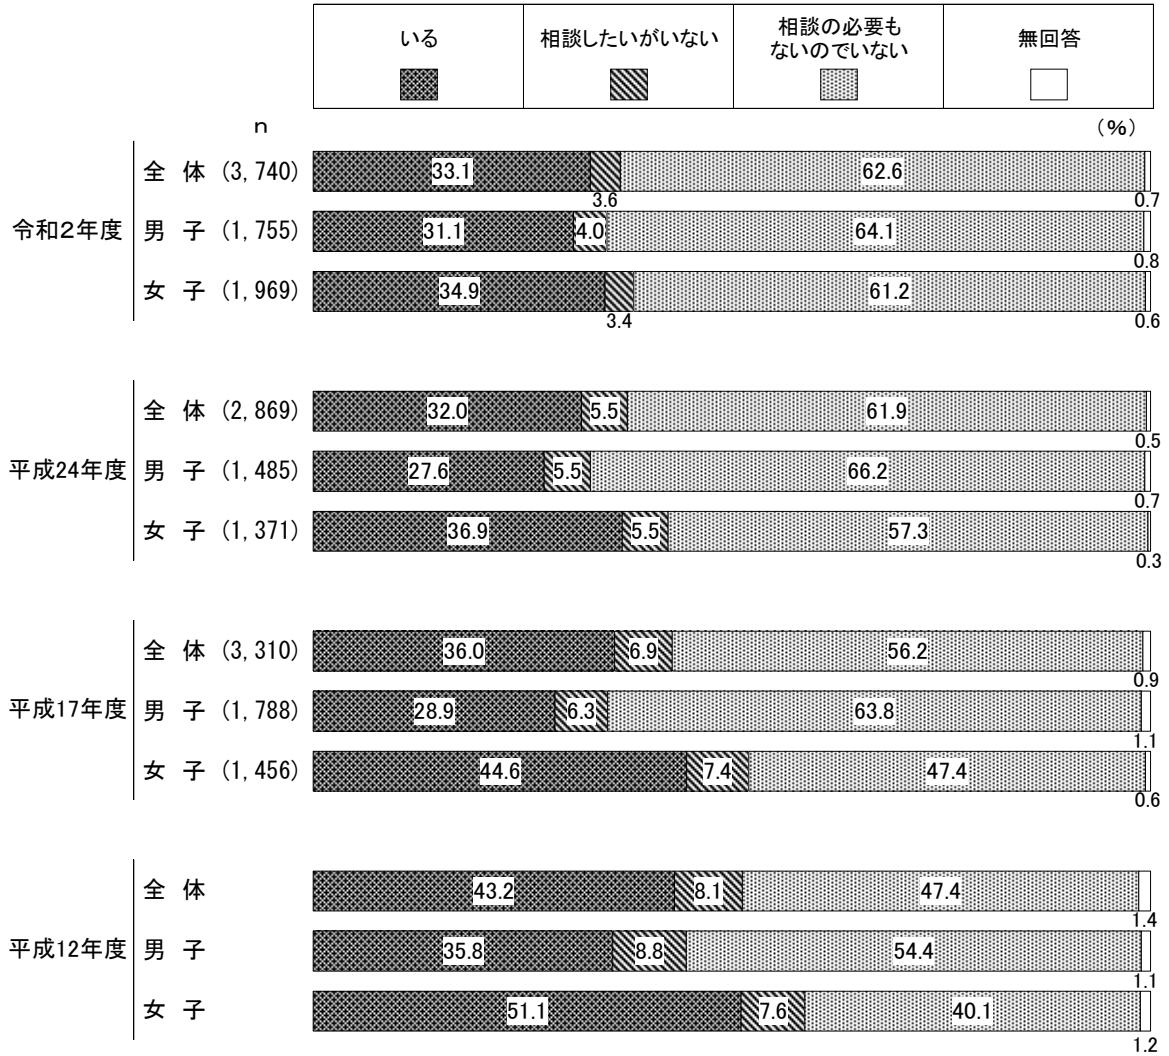 いる
相談したいがいない
相談の必要も
ないのでいない
無回答
n
(%)
令和2年度
全 体 (3,740) 33.1 3.6 62.6 0.7
男 子 (1,755) 31.1 4.0 64.1 0.8
女 子 (1,969) 34.9 3.4 61.2 0.6
平成24年度
全 体 (2,869) 32.0 5.5 61.9 0.5
男 子 (1,485) 27.6 5.5 66.2 0.7
女 子 (1,371) 36.9 5.5 57.3 0.3
平成17年度
全 体 (3,310) 36.0 6.9 56.2 0.9
男 子 (1,788) 28.9 6.3 63.8 1.1
女 子 (1,456) 44.6 7.4 47.4 0.6
平成12年度
全 体 43.2 8.1 47.4 1.4
男 子 35.8 8.8 54.4 1.1
女 子 51.1 7.6 40.1 1.2